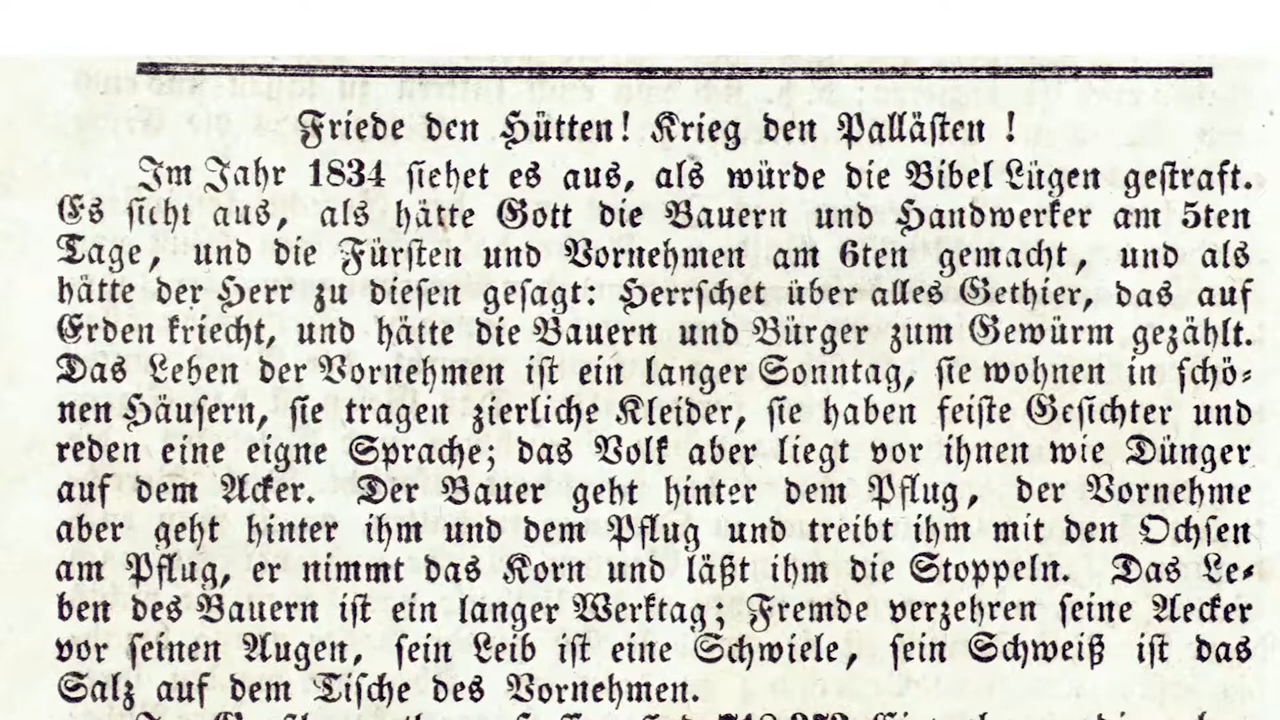 Friede den Hütten! Krieg den Pallästen !
Im Jahr 1834 siehet es aus, als würde die Bibel Lügen gestraft.
Es sicht aus, als hätte Gott die Bauern und Handwerker am 5ten
Tage, und die Fürsten und Vornehmen am 6ten gemacht, und als
hätte der Herr zu diesen gesagt: Herrschet über alles Gethier, das auf
Erden kriecht, und hätte die Bauern und Bürger zum Gewürm gezählt.
Das Leben der Vornehmen ist ein langer Sonntag, sie wohnen in schö-
nen Häusern, sie tragen zierliche Kleider, sie haben feiste Gesichter und
reden eine eigne Sprache; das Volk aber liegt vor ihnen wie Dünger
auf dem Acker. Der Bauer geht hinter dem Pflug, der Vornehme
aber geht hinter ihm und dem Pflug und treibt ihm mit den Ochsen
am Pflug, er nimmt das Korn und läßt ihm die Stoppeln. Das Le-
ben des Bauern ist ein langer Werktag; Fremde verzehren seine Aecker
vor seinen Augen, sein Leib ist eine Schwiele, sein Schweiß ist das
Salz auf dem Tische des Vornehmen.